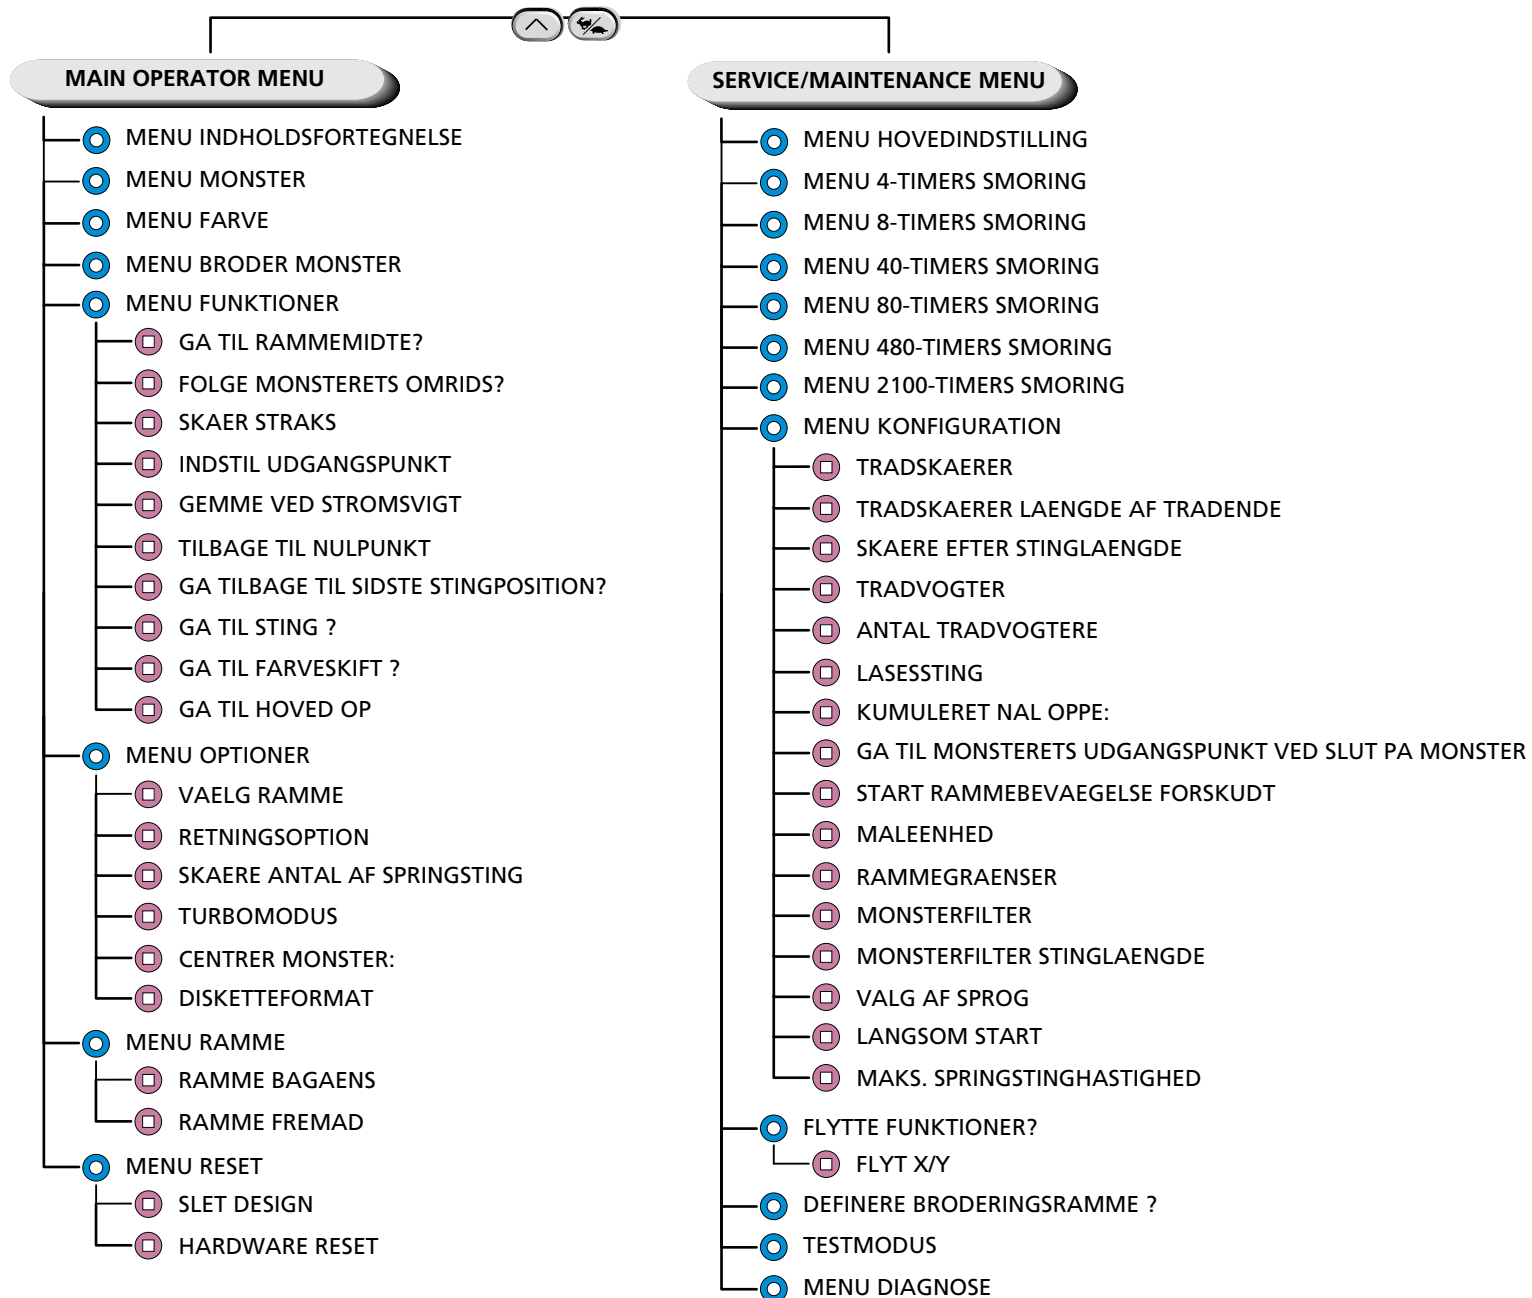 MAIN OPERATOR MENU
MENU INDHOLDSFORTEGNELSE
MENU MONSTER
MENU FARVE
MENU BRODER MONSTER
MENU FUNKTIONER
GA TIL RAMMEMIDTE?
FOLGE MONSTERETS OMRIDS?
SKAER STRAKS
INDSTIL UDGANGSPUNKT
GEMME VED STROMSVIGT
TILBAGE TIL NULPUNKT
GA TILBAGE TIL SIDSTE STINGPOSITION?
GA TIL STING ?
GA TIL FARVESKIFT ?
GA TIL HOVED OP
MENU OPTIONER
VAELG RAMME
RETNINGSOPTION
SKAERE ANTAL AF SPRINGSTING
TURBOMODUS
CENTRER MONSTER:
DISKETTEFORMAT
MENU RAMME
RAMME BAGAENS
RAMME FREMAD
MENU RESET
SLET DESIGN
HARDWARE RESET
SERVICE/MAINTENANCE MENU
MENU HOVEDINDSTILLING
MENU 4-TIMERS SMORING
MENU 8-TIMERS SMORING
MENU 40-TIMERS SMORING
MENU 80-TIMERS SMORING
MENU 480-TIMERS SMORING
MENU 2100-TIMERS SMORING
MENU KONFIGURATION
TRADSKAERER
TRADSKAERER LAENGDE AF TRADENDE
SKAERE EFTER STINGLAENGDE
TRADVOGTER
ANTAL TRADVOGTERE
LASESSTING
KUMULERET NAL OPPE:
GA TIL MONSTERETS UDGANGSPUNKT VED SLUT PA MONSTER
START RAMMEBEVAEGELSE FORSKUDT
MALEENHED
RAMMEGRAENSER
MONSTERFILTER
MONSTERFILTER STINGLAENGDE
VALG AF SPROG
LANGSOM START
MAKS. SPRINGSTINGHASTIGHED
FLYTTE FUNKTIONER?
FLYT X/Y
DEFINERE BRODERINGSRAMME ?
TESTMODUS
MENU DIAGNOSE